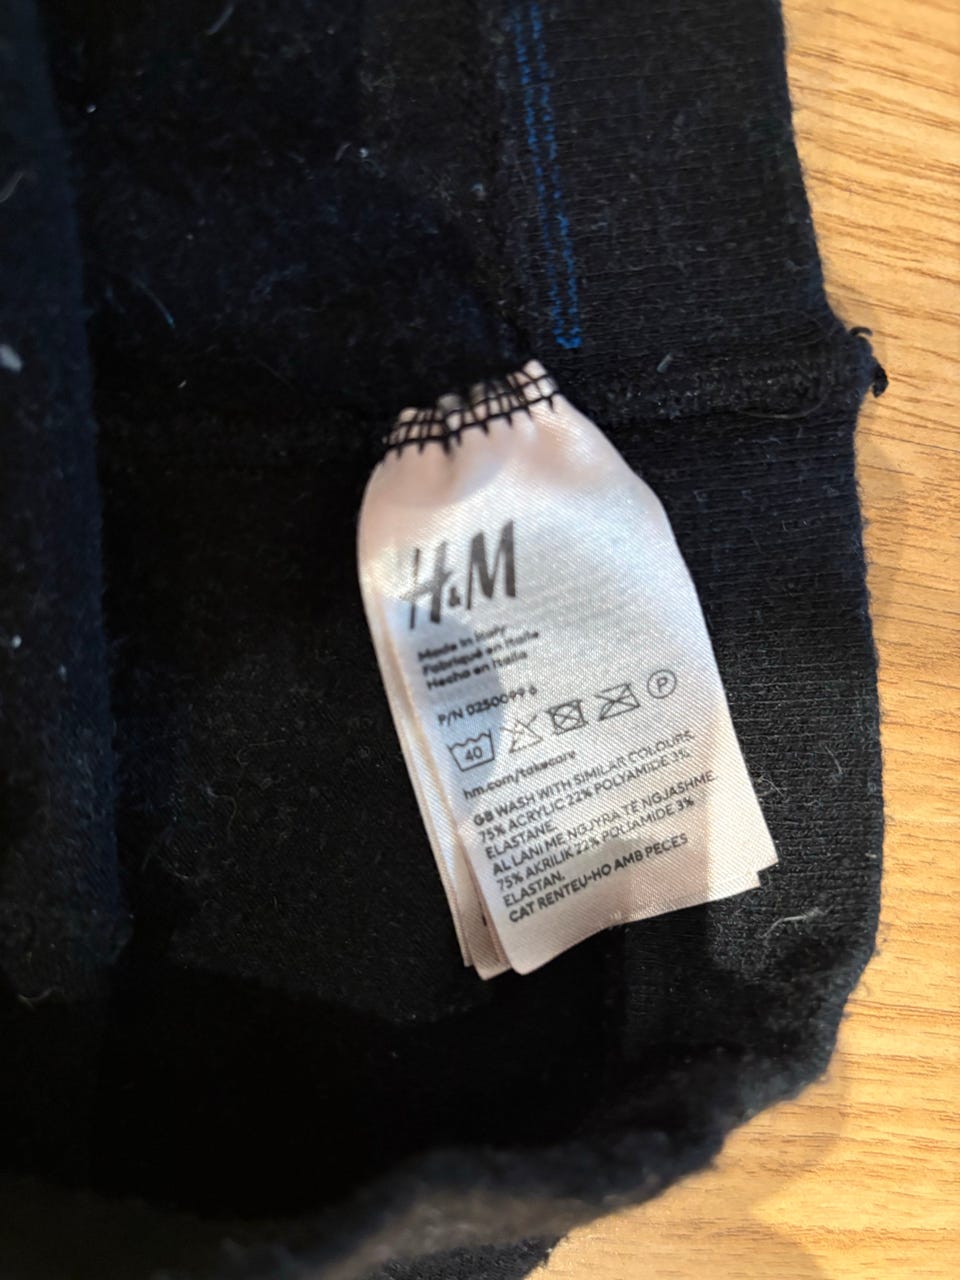 H&M
Made in Italy
Fabriqué en Italie
Hecho en Italia
P/N 0250099 6
40 P
hm.com/takecare
GB WASH WITH SIMILAR COLOURS.
75% ACRYLIC 22% POLYAMIDE 3%
ELASTANE.
AL LANI ME NGJYRA TË NGJASHME.
75% AKRILIK 22% POLIAMIDE 3%
ELASTAN.
CAT RENTEU-HO AMB PECES